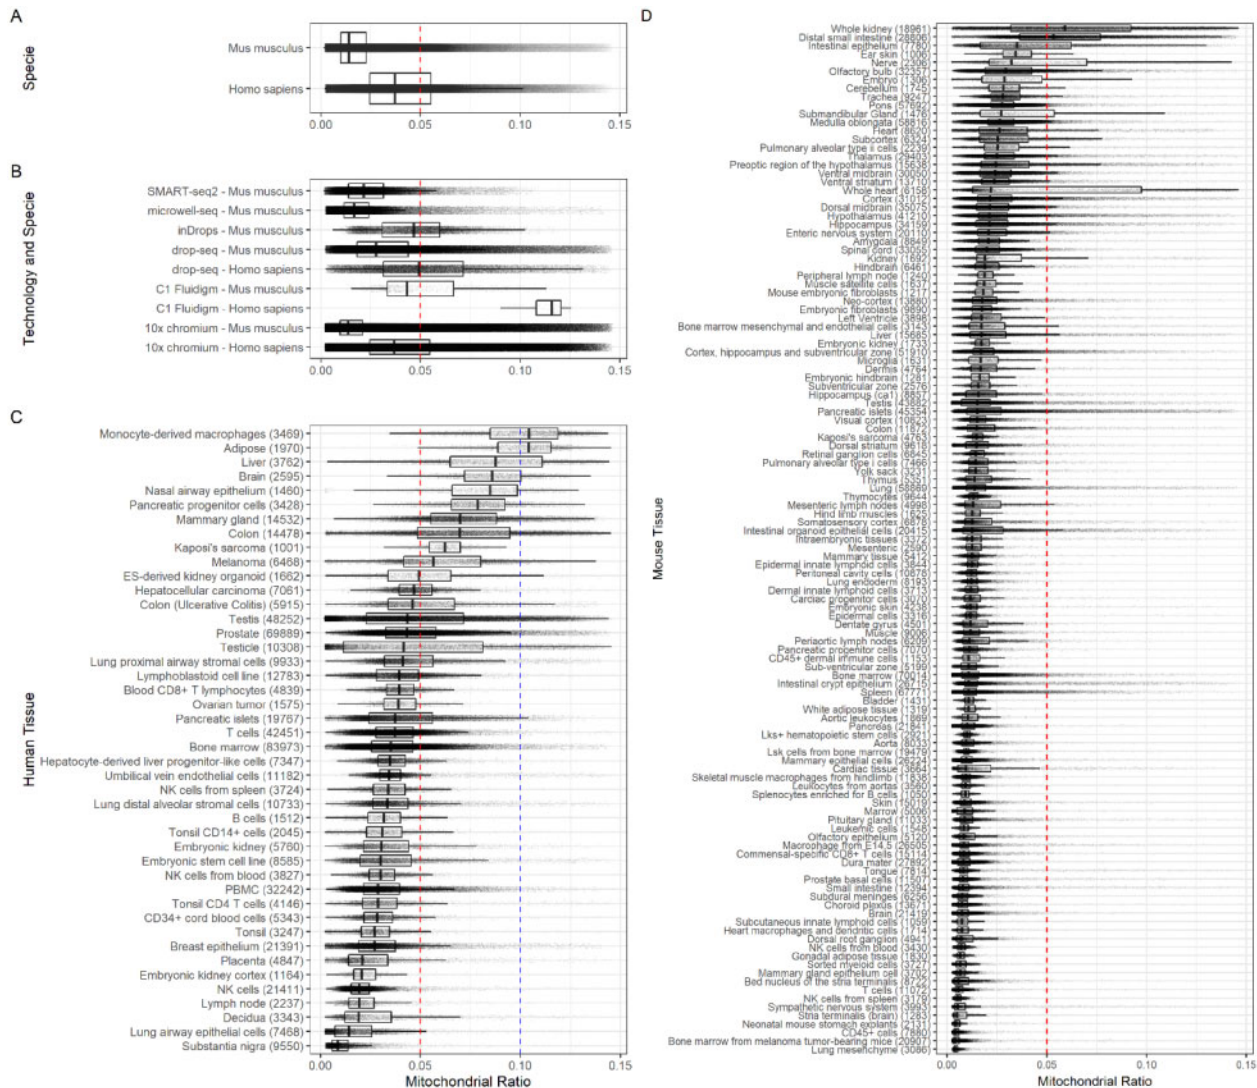 A
Specie
Mus musculus
Homo sapiens
0.00 0.05 0.10 0.15
B
Technology and Specie
SMART-seq2 - Mus musculus
microwell-seq - Mus musculus
inDrops - Mus musculus
drop-seq - Mus musculus
drop-seq - Homo sapiens
C1 Fluidigm - Mus musculus
C1 Fluidigm - Homo sapiens
10x chromium - Mus musculus
10x chromium - Homo sapiens
0.00 0.05 0.10 0.15
C
Human Tissue
Monocyte-derived macrophages (3469)
Adipose (1970)
Liver (3762)
Brain (2595)
Nasal airway epithelium (1460)
Pancreatic progenitor cells (3428)
Mammary gland (14532)
Colon (14478)
Kaposi's sarcoma (1001)
Melanoma (6468)
ES-derived kidney organoid (1662)
Hepatocellular carcinoma (7061)
Colon (Ulcerative Colitis) (5915)
Testis (48252)
Prostate (69889)
Testicle (10308)
Lung proximal airway stromal cells (9933)
Lymphoblastoid cell line (12783)
Blood CD8+ T lymphocytes (4839)
Ovarian tumor (1575)
Pancreatic islets (19767)
T cells (42451)
Bone marrow (83973)
Hepatocyte-derived liver progenitor-like cells (7347)
Umbilical vein endothelial cells (11182)
NK cells from spleen (3724)
Lung distal alveolar stromal cells (10733)
B cells (1512)
Tonsil CD14+ cells (2045)
Embryonic kidney (5760)
Embryonic stem cell line (8585)
NK cells from blood (3827)
PBMC (32242)
Tonsil CD4 T cells (4146)
CD34+ cord blood cells (5343)
Tonsil (3247)
Breast epithelium (21391)
Placenta (4847)
Embryonic kidney cortex (1164)
NK cells (21411)
Lymph node (2237)
Decidua (3343)
Lung airway epithelial cells (7468)
Substantia nigra (9550)
0.00 0.05 0.10 0.15
Mitochondrial Ratio
D
Mouse Tissue
Whole kidney (18961)
Distal small intestine (28806)
Intestinal epithelium (7780)
Ear skin (1006)
Nerve (2306)
Olfactory bulb (32357)
Embryo (1306)
Cerebellum (1745)
Trachea (9247)
Pons (57692)
Submandibular Gland (1476)
Medulla oblongata (58816)
Heart (8620)
Subcortex (6324)
Pulmonary alveolar type ii cells (2239)
Thalamus (29403)
Preoptic region of the hypothalamus (15638)
Ventral midbrain (30050)
Ventral striatum (13710)
Whole heart (6158)
Cortex (31012)
Dorsal midbrain (35075)
Hypothalamus (41210)
Hippocampus (34159)
Enteric nervous system (20110)
Amygdala (8849)
Spinal cord (33055)
Kidney (1692)
Hindbrain (6461)
Peripheral lymph node (1240)
Muscle satellite cells (1637)
Mouse embryonic fibroblasts (1217)
Neo-cortex (13880)
Embryonic fibroblasts (9890)
Left Ventricle (3898)
Bone marrow mesenchymal and endothelial cells (3143)
Liver (15665)
Embryonic kidney (1733)
Cortex, hippocampus and subventricular zone (51910)
Microglia (1631)
Dermis (4764)
Embryonic hindbrain (1281)
Subventricular zone (2576)
Hippocampus (ca1) (8857)
Testis (43882)
Pancreatic islets (45354)
Visual cortex (10823)
Colon (11872)
Kaposi's sarcoma (4763)
Dorsal striatum (9618)
Retinal ganglion cells (6845)
Pulmonary alveolar type i cells (7466)
Yolk sack (3231)
Thymus (5351)
Lung (58869)
Thymocytes (9644)
Mesenteric lymph nodes (4998)
Hind limb muscles (1625)
Somatosensory cortex (6878)
Intestinal organoid epithelial cells (20415)
Intraembryonic tissues (3372)
Mesenteric (2590)
Mammary tissue (5412)
Epidermal innate lymphoid cells (3844)
Peritoneal cavity cells (10878)
Lung endoderm (8193)
Dermal innate lymphoid cells (3713)
Cardiac progenitor cells (3070)
Embryonic skin (4238)
Epidermal cells (3316)
Dentate gyrus (4501)
Muscle (9006)
Periaortic lymph nodes (6209)
Pancreatic progenitor cells (7070)
CD45+ dermal immune cells (1153)
Sub-ventricular zone (5199)
Bone marrow (70014)
Intestinal crypt epithelium (26715)
Spleen (67771)
Bladder (1431)
White adipose tissue (1319)
Aortic leukocytes (1869)
Pancreas (21841)
Lks+ hematopoietic stem cells (2921)
Aorta (8033)
Lsk cells from bone marrow (19479)
Mammary epithelial cells (26224)
Cardiac tissue (3664)
Skeletal muscle macrophages from hindlimb (11838)
Leukocytes from aortas (3560)
Splenocytes enriched for B cells (1050)
Skin (15019)
Marrow (5006)
Pituitary gland (11033)
Leukemic cells (1548)
Olfactory epithelium (5120)
Macrophage from E14.5 (26505)
Commensal-specific CD8+ T cells (15114)
Dura mater (27892)
Tongue (7814)
Prostate basal cells (11507)
Small intestine (12394)
Subdural meninges (6256)
Choroid plexus (13671)
Brain (21419)
Subcutaneous innate lymphoid cells (1059)
Heart macrophages and dendritic cells (1714)
Dorsal root ganglion (4941)
NK cells from blood (3430)
Gonadal adipose tissue (1830)
Sorted myeloid cells (3727)
Mammary gland epithelium cell (3702)
Bed nucleus of the stria terminalis (8722)
T cells (11072)
NK cells from spleen (3179)
Sympathetic nervous system (3993)
Stria terminalis (brain) (1283)
Neonatal mouse stomach explants (2131)
CD45+ cells (7880)
Bone marrow from melanoma tumor-bearing mice (20907)
Lung mesenchyme (3086)
0.00 0.05 0.10 0.15
Mitochondrial Ratio